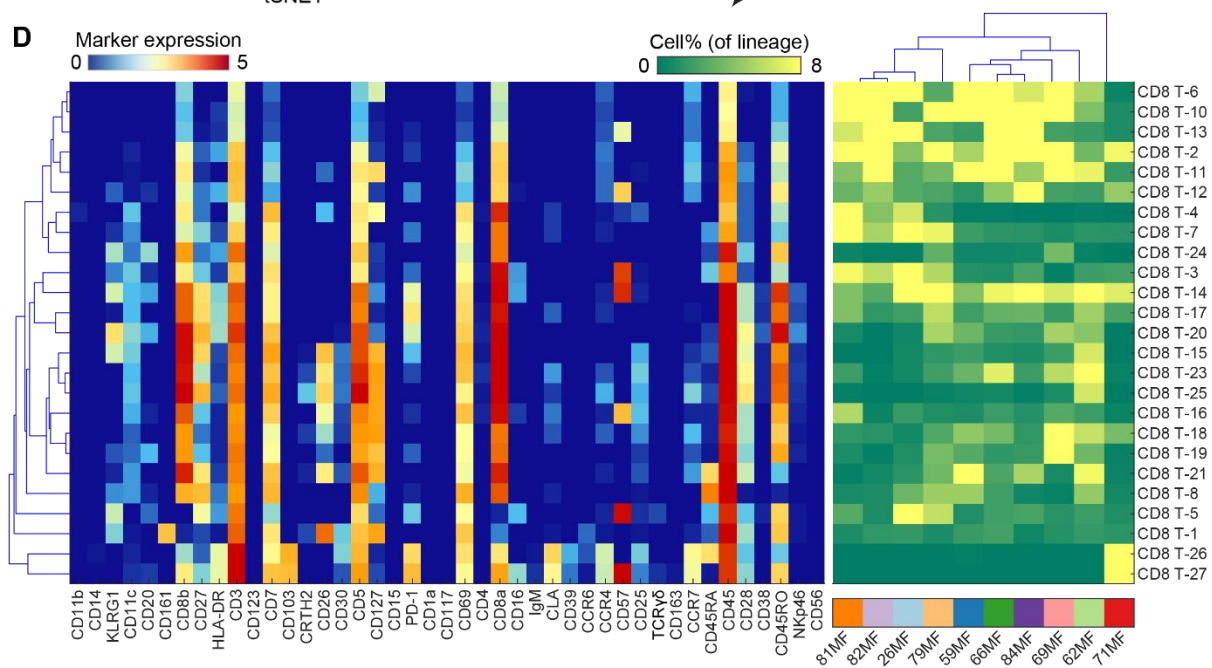 tSNE1
D
Marker expression
0 5
Cell% (of lineage)
0 8
CD8 T-6
CD8 T-10
CD8 T-13
CD8 T-2
CD8 T-11
CD8 T-12
CD8 T-4
CD8 T-7
CD8 T-24
CD8 T-3
CD8 T-14
CD8 T-17
CD8 T-20
CD8 T-15
CD8 T-23
CD8 T-25
CD8 T-16
CD8 T-18
CD8 T-19
CD8 T-21
CD8 T-8
CD8 T-5
CD8 T-1
CD8 T-26
CD8 T-27
CD11b
CD14
KLRG1
CD11c
CD20
CD161
CD8b
CD27
HLA-DR
CD3
CD123
CD7
CD103
CRTH2
CD26
CD30
CD5
CD127
CD15
PD-1
CD1a
CD117
CD69
CD4
CD8a
CD16
IgM
CLA
CD39
CCR6
CCR4
CD57
CD25
TCRγδ
CD163
CCR7
CD45RA
CD45
CD28
CD38
CD45RO
NKp46
CD56
81MF
82MF
26MF
79MF
59MF
66MF
84MF
69MF
62MF
71MF